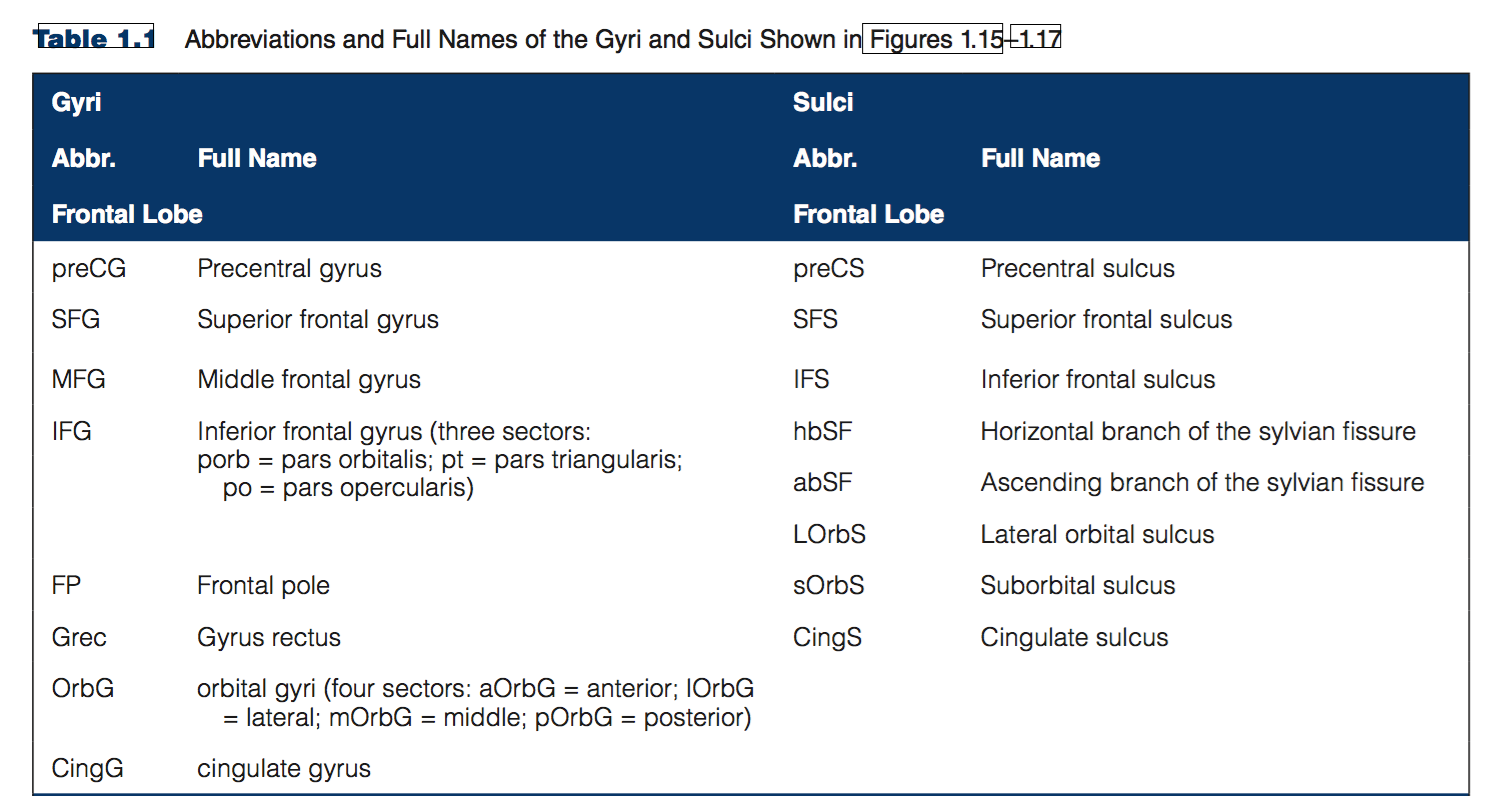 Table 1.1 Abbreviations and Full Names of the Gyri and Sulci Shown in Figures 1.15–1.17
Gyri Sulci
Abbr. Full Name Abbr. Full Name
Frontal Lobe Frontal Lobe
preCG Precentral gyrus preCS Precentral sulcus
SFG Superior frontal gyrus SFS Superior frontal sulcus
MFG Middle frontal gyrus IFS Inferior frontal sulcus
IFG Inferior frontal gyrus (three sectors: hbSF Horizontal branch of the sylvian fissure
porb = pars orbitalis; pt = pars triangularis;
po = pars opercularis) abSF Ascending branch of the sylvian fissure
LOrbS Lateral orbital sulcus
FP Frontal pole sOrbS Suborbital sulcus
Grec Gyrus rectus CingS Cingulate sulcus
OrbG orbital gyri (four sectors: aOrbG = anterior; lOrbG
= lateral; mOrbG = middle; pOrbG = posterior)
CingG cingulate gyrus